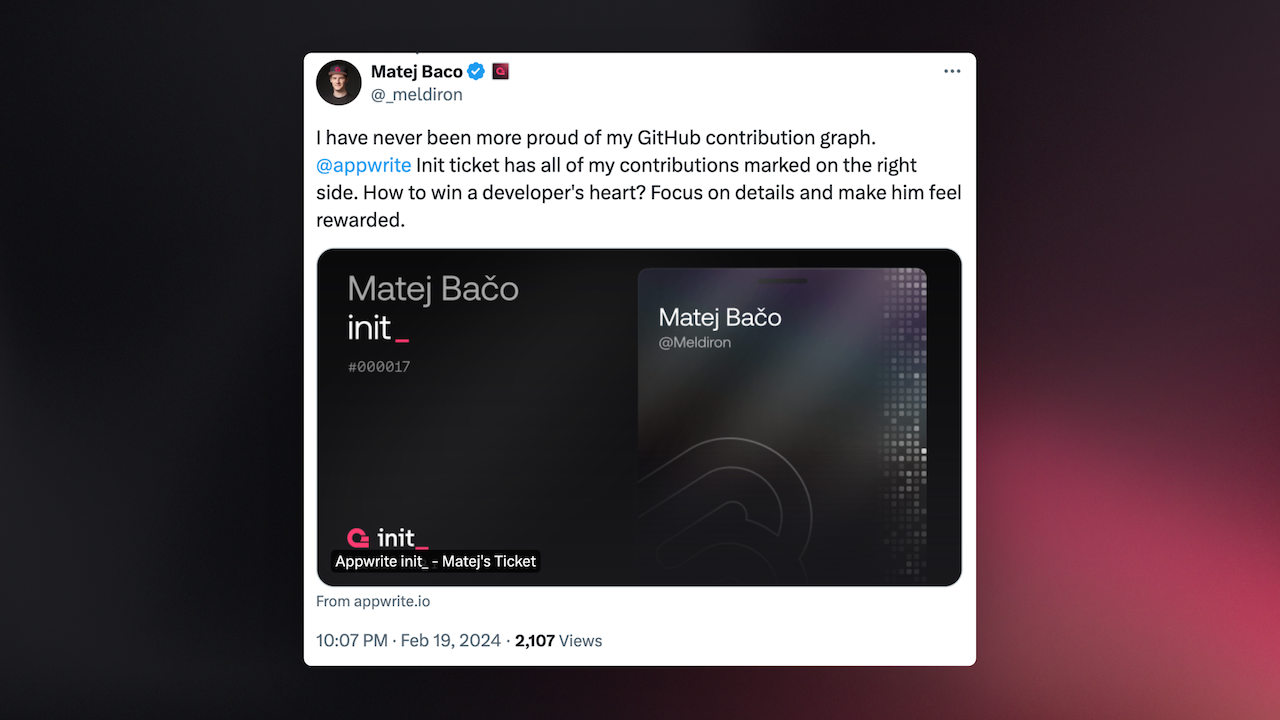 Matej Baco
@_meldiron
I have never been more proud of my GitHub contribution graph.
@appwrite Init ticket has all of my contributions marked on the right
side. How to win a developer's heart? Focus on details and make him feel
rewarded.
Matej Bačo
init_
#000017
Matej Bačo
@Meldiron
init_
Appwrite init_ - Matej's Ticket
From appwrite.io
10:07 PM · Feb 19, 2024 · 2,107 Views